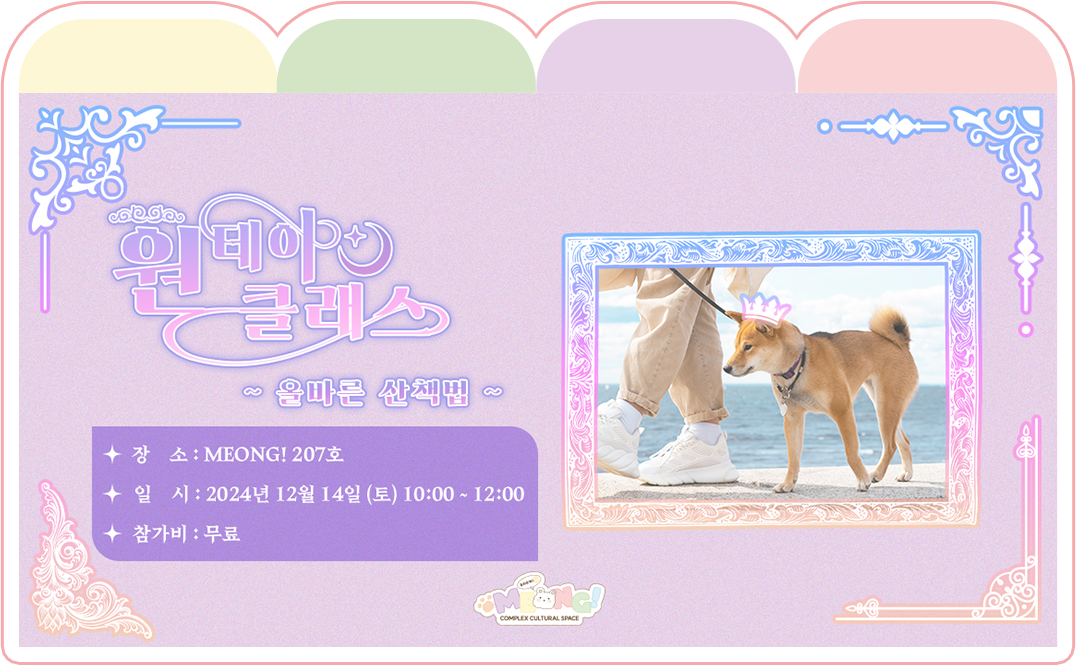 원데이
클래스
~ 올바른 산책법 ~
장 소 : MEONG! 207호
일 시 : 2024년 12월 14일 (토) 10:00 ~ 12:00
참가비 : 무료
MEONG!
COMPLEX CULTURAL SPACE